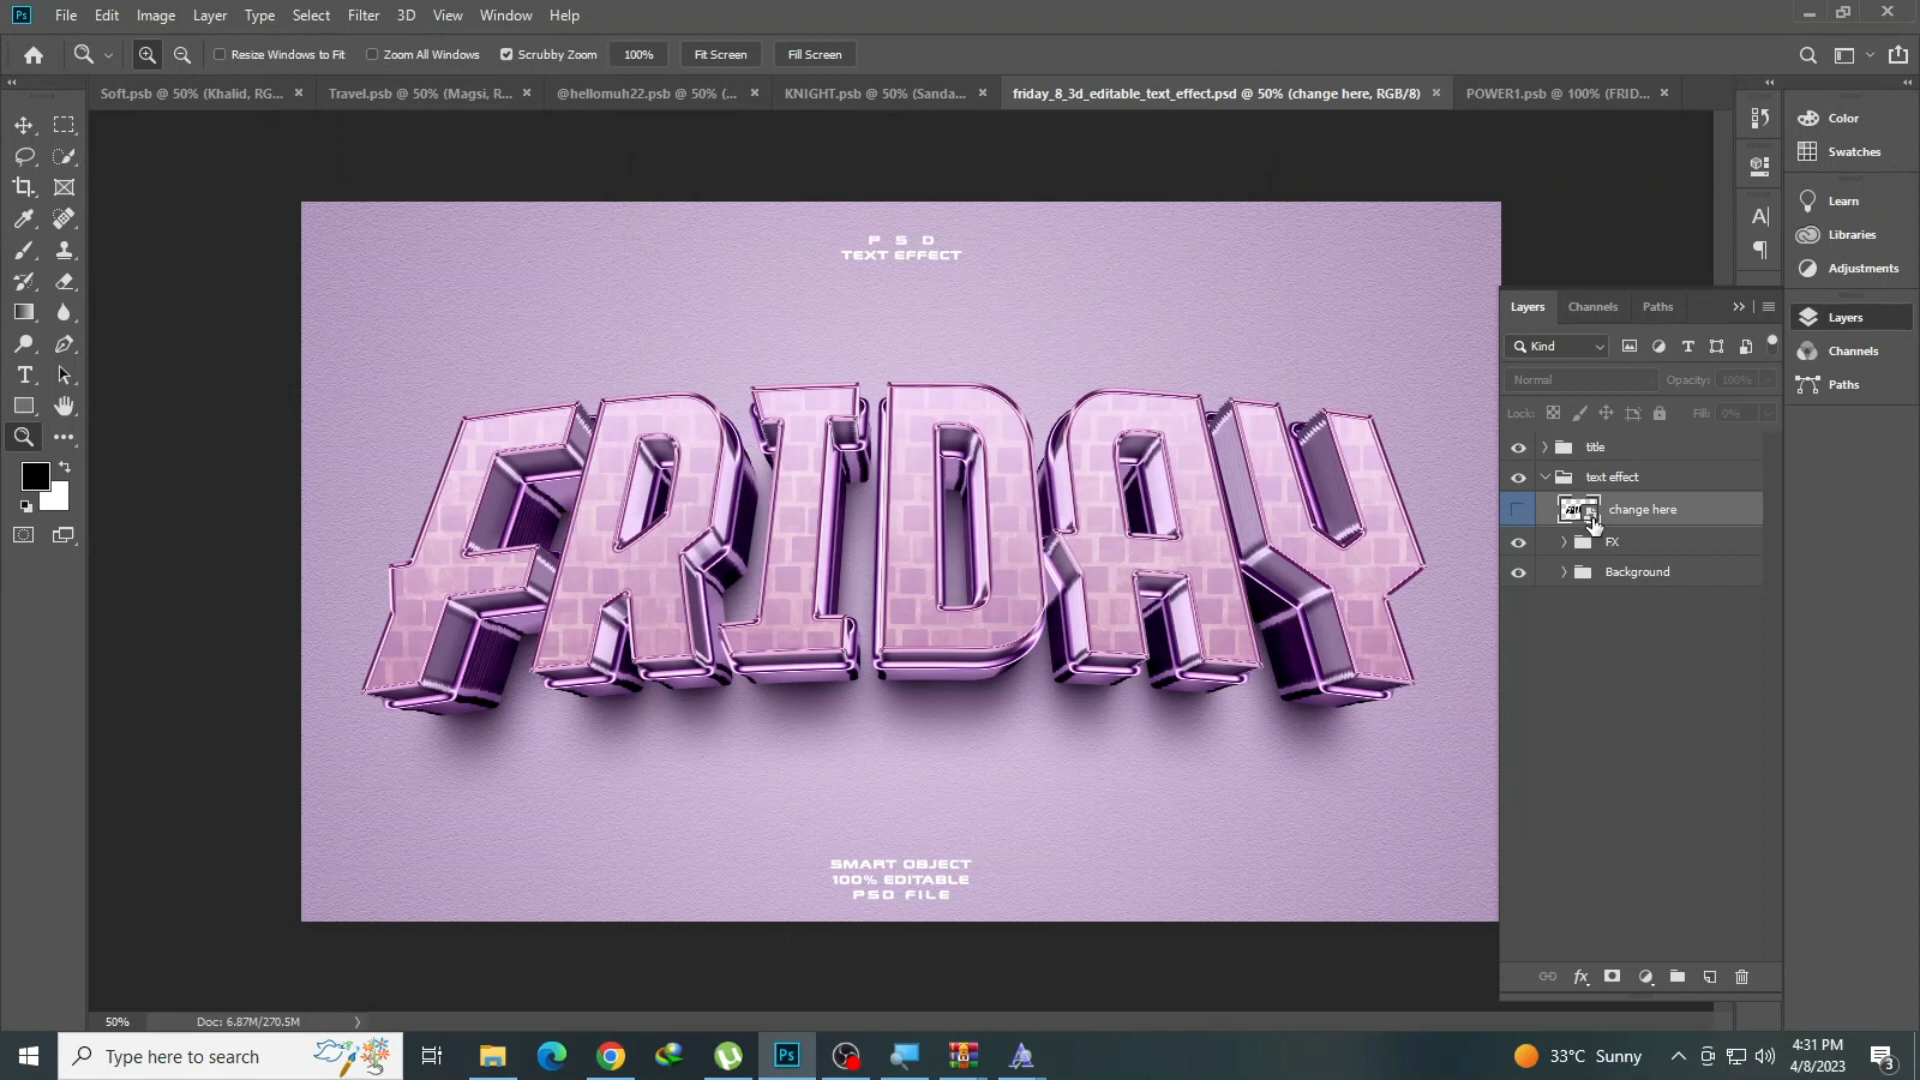 Ps File Edit Image Layer Type Select Filter 3D View Window Help
Resize Windows to Fit Zoom All Windows Scrubby Zoom 100% Fit Screen Fill Screen
Soft.psb @ 50% (Khalid, RG... × Travel.psb @ 50% (Magsi, R... × @hellomuh22.psb @ 50% (... × KNIGHT.psb @ 50% (Sanda... × friday_8_3d_editable_text_effect.psd @ 50% (change here, RGB/8) × POWER1.psb @ 100% (FRID... ×
Color
Swatches
Learn
Libraries
Adjustments
Layers
Channels
Paths
Layers Channels Paths
Kind
Normal Opacity: 100%
Lock: Fill: 0%
title
text effect
change here
FX
Background
P S D
TEXT EFFECT
FRIDAY
SMART OBJECT
100% EDITABLE
PSD FILE
50% Doc: 6.87M/270.5M
Type here to search
Ps
33°C Sunny
4:31 PM
4/8/2023
3